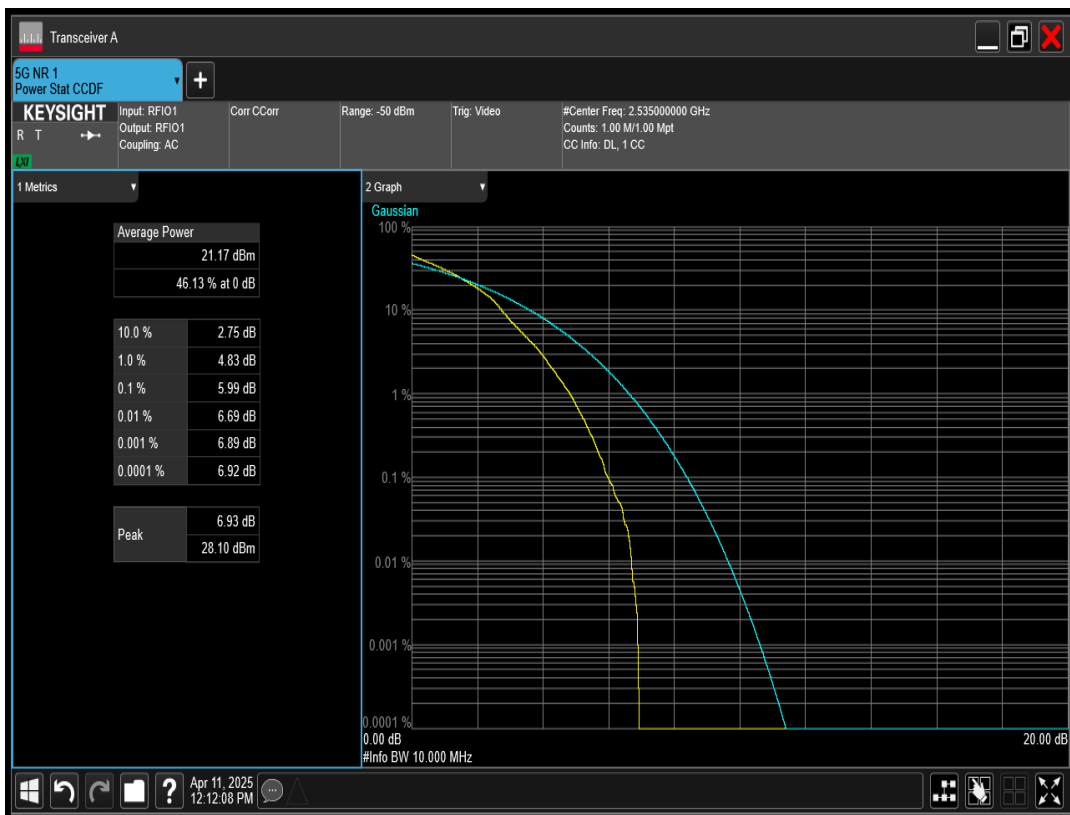 Transceiver A
5G NR 1
Power Stat CCDF
+
KEYSIGHT
R T
LXI
Input: RFIO1
Output: RFIO1
Coupling: AC
Corr CCorr
Range: -50 dBm
Trig: Video
#Center Freq: 2.535000000 GHz
Counts: 1.00 M/1.00 Mpt
CC Info: DL, 1 CC
1 Metrics
Average Power
21.17 dBm
46.13 % at 0 dB
10.0 % 2.75 dB
1.0 % 4.83 dB
0.1 % 5.99 dB
0.01 % 6.69 dB
0.001 % 6.89 dB
0.0001 % 6.92 dB
Peak 6.93 dB
28.10 dBm
2 Graph
Gaussian
100 %
10 %
1 %
0.1 %
0.01 %
0.001 %
0.0001 %
0.00 dB 20.00 dB
#Info BW 10.000 MHz
? Apr 11, 2025
12:12:08 PM